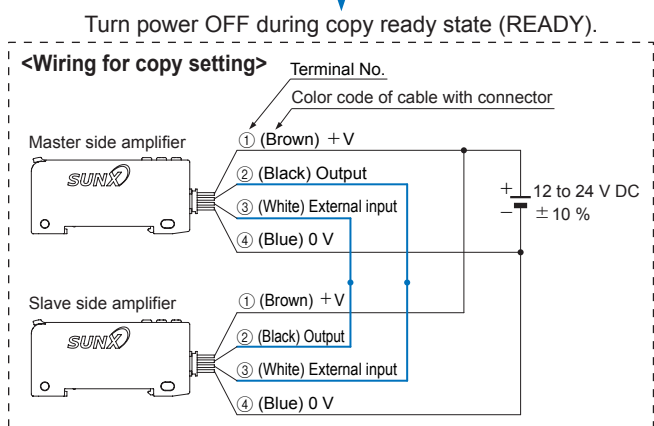 Turn power OFF during copy ready state (READY).
<Wiring for copy setting>
Terminal No.
Color code of cable with connector
Master side amplifier
SUNX
① (Brown) +V
② (Black) Output
③ (White) External input
④ (Blue) 0 V
+
−
12 to 24 V DC
± 10 %
Slave side amplifier
SUNX
① (Brown) +V
② (Black) Output
③ (White) External input
④ (Blue) 0 V